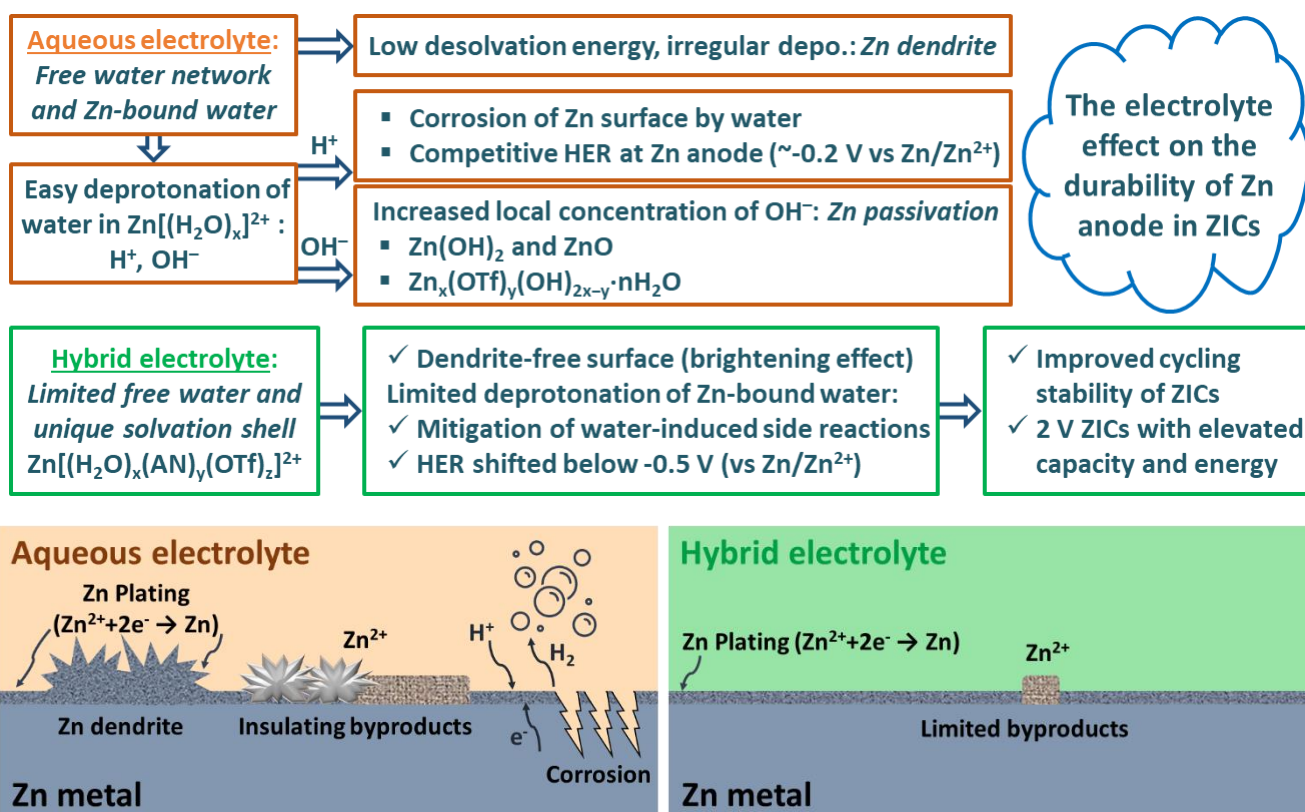 Aqueous electrolyte:
Free water network
and Zn-bound water
Low desolvation energy, irregular depo.: Zn dendrite
H⁺
▪ Corrosion of Zn surface by water
▪ Competitive HER at Zn anode (~-0.2 V vs Zn/Zn²⁺)
Easy deprotonation of
water in Zn[(H₂O)ₓ]²⁺ :
H⁺, OH⁻
OH⁻
Increased local concentration of OH⁻: Zn passivation
▪ Zn(OH)₂ and ZnO
▪ Znₓ(OTf)ᵧ(OH)₂ₓ₋ᵧ·nH₂O
The electrolyte
effect on the
durability of Zn
anode in ZICs
Hybrid electrolyte:
Limited free water and
unique solvation shell
Zn[(H₂O)ₓ(AN)ᵧ(OTf)z]²⁺
✓ Dendrite-free surface (brightening effect)
Limited deprotonation of Zn-bound water:
✓ Mitigation of water-induced side reactions
✓ HER shifted below -0.5 V (vs Zn/Zn²⁺)
✓ Improved cycling
stability of ZICs
✓ 2 V ZICs with elevated
capacity and energy
Aqueous electrolyte
Zn Plating
(Zn²⁺+2e⁻ → Zn)
Zn²⁺
H⁺
H₂
Zn dendrite
Insulating byproducts
e⁻
Corrosion
Zn metal
Hybrid electrolyte
Zn Plating (Zn²⁺+2e⁻ → Zn)
Zn²⁺
Limited byproducts
Zn metal